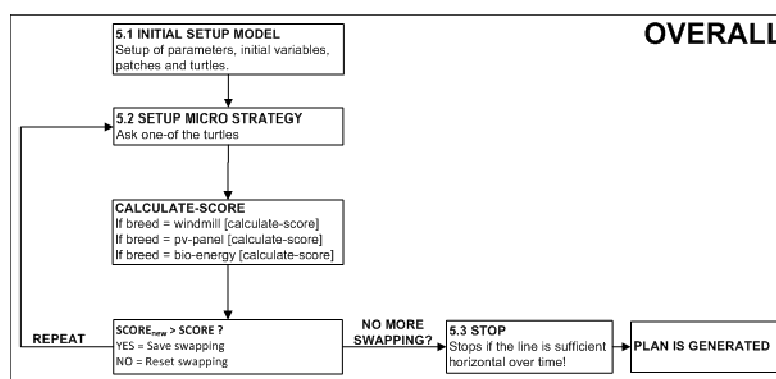 OVERALL
5.1 INITIAL SETUP MODEL
Setup of parameters, initial variables,
patches and turtles.
5.2 SETUP MICRO STRATEGY
Ask one-of the turtles
CALCULATE-SCORE
If breed = windmill [calculate-score]
If breed = pv-panel [calculate-score]
If breed = bio-energy [calculate-score]
REPEAT
SCOREnew > SCORE ?
YES = Save swapping
NO = Reset swapping
NO MORE
SWAPPING?
5.3 STOP
Stops if the line is sufficient
horizontal over time!
PLAN IS GENERATED